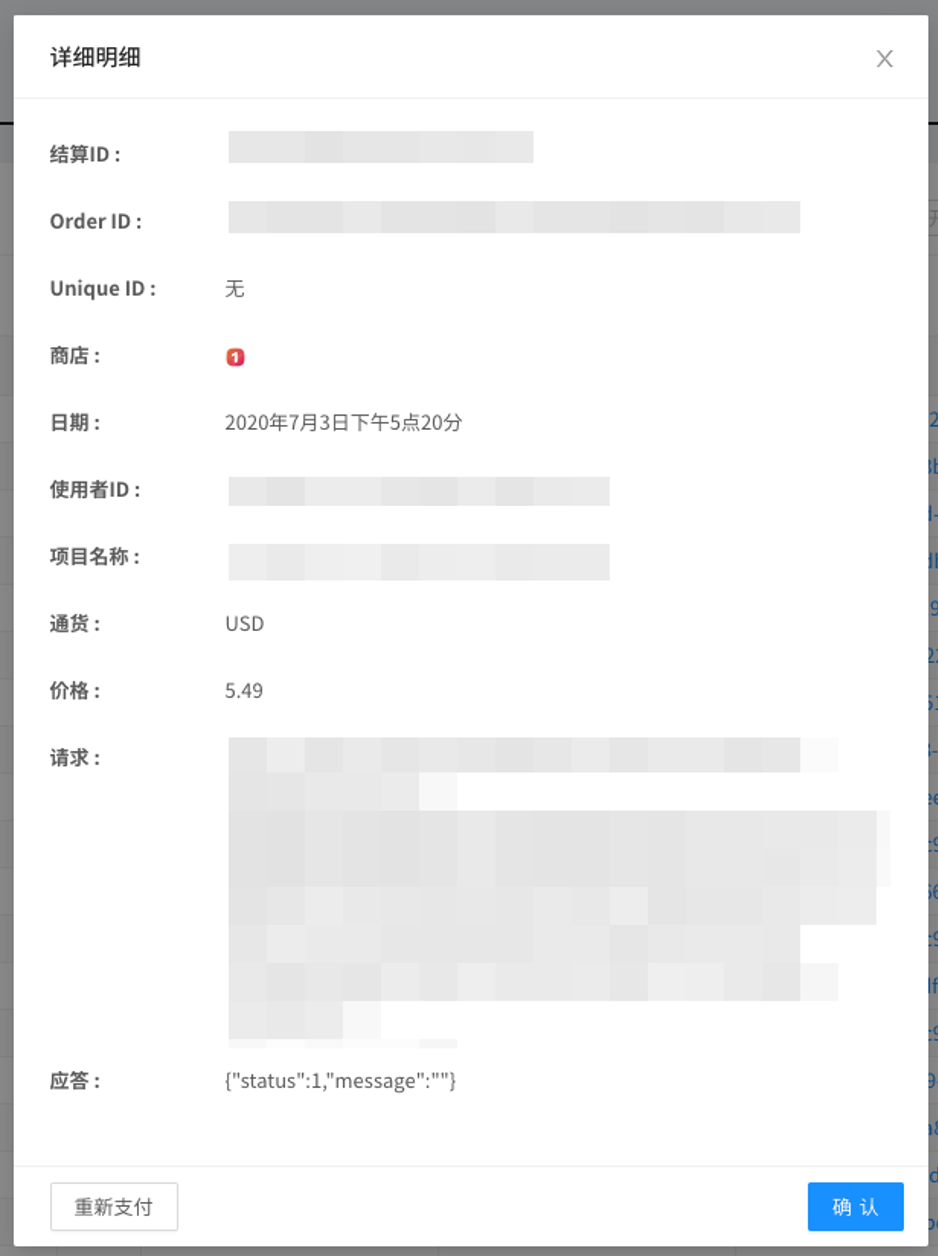 详细明细
结算ID :
Order ID :
Unique ID : 无
商店 : 1
日期 : 2020年7月3日下午5点20分
使用者ID :
项目名称 :
通货 : USD
价格 : 5.49
请求 :
应答 : {"status":1,"message":""}
重新支付 确 认